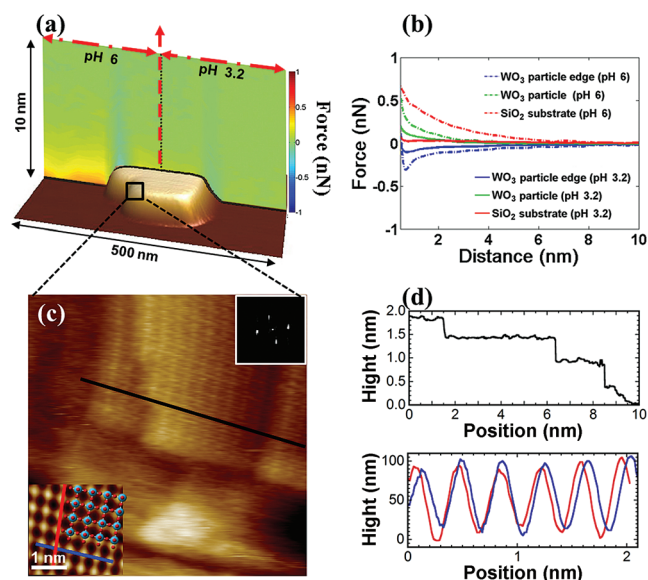 (a)
pH 6
pH 3.2
10 nm
500 nm
1
0.5
0
-0.5
-1
Force (nN)
(b)
1
0.5
0
-0.5
-1
Force (nN)
WO3 particle edge (pH 6)
WO3 particle (pH 6)
SiO2 substrate (pH 6)
WO3 particle edge (pH 3.2)
WO3 particle (pH 3.2)
SiO2 substrate (pH 3.2)
2 4 6 8 10
Distance (nm)
(c)
1 nm
(d)
2.0
1.5
1.0
0.5
0.0
Hight (nm)
0 2 4 6 8 10
Position (nm)
100
50
0
Hight (nm)
0 1 2
Position (nm)